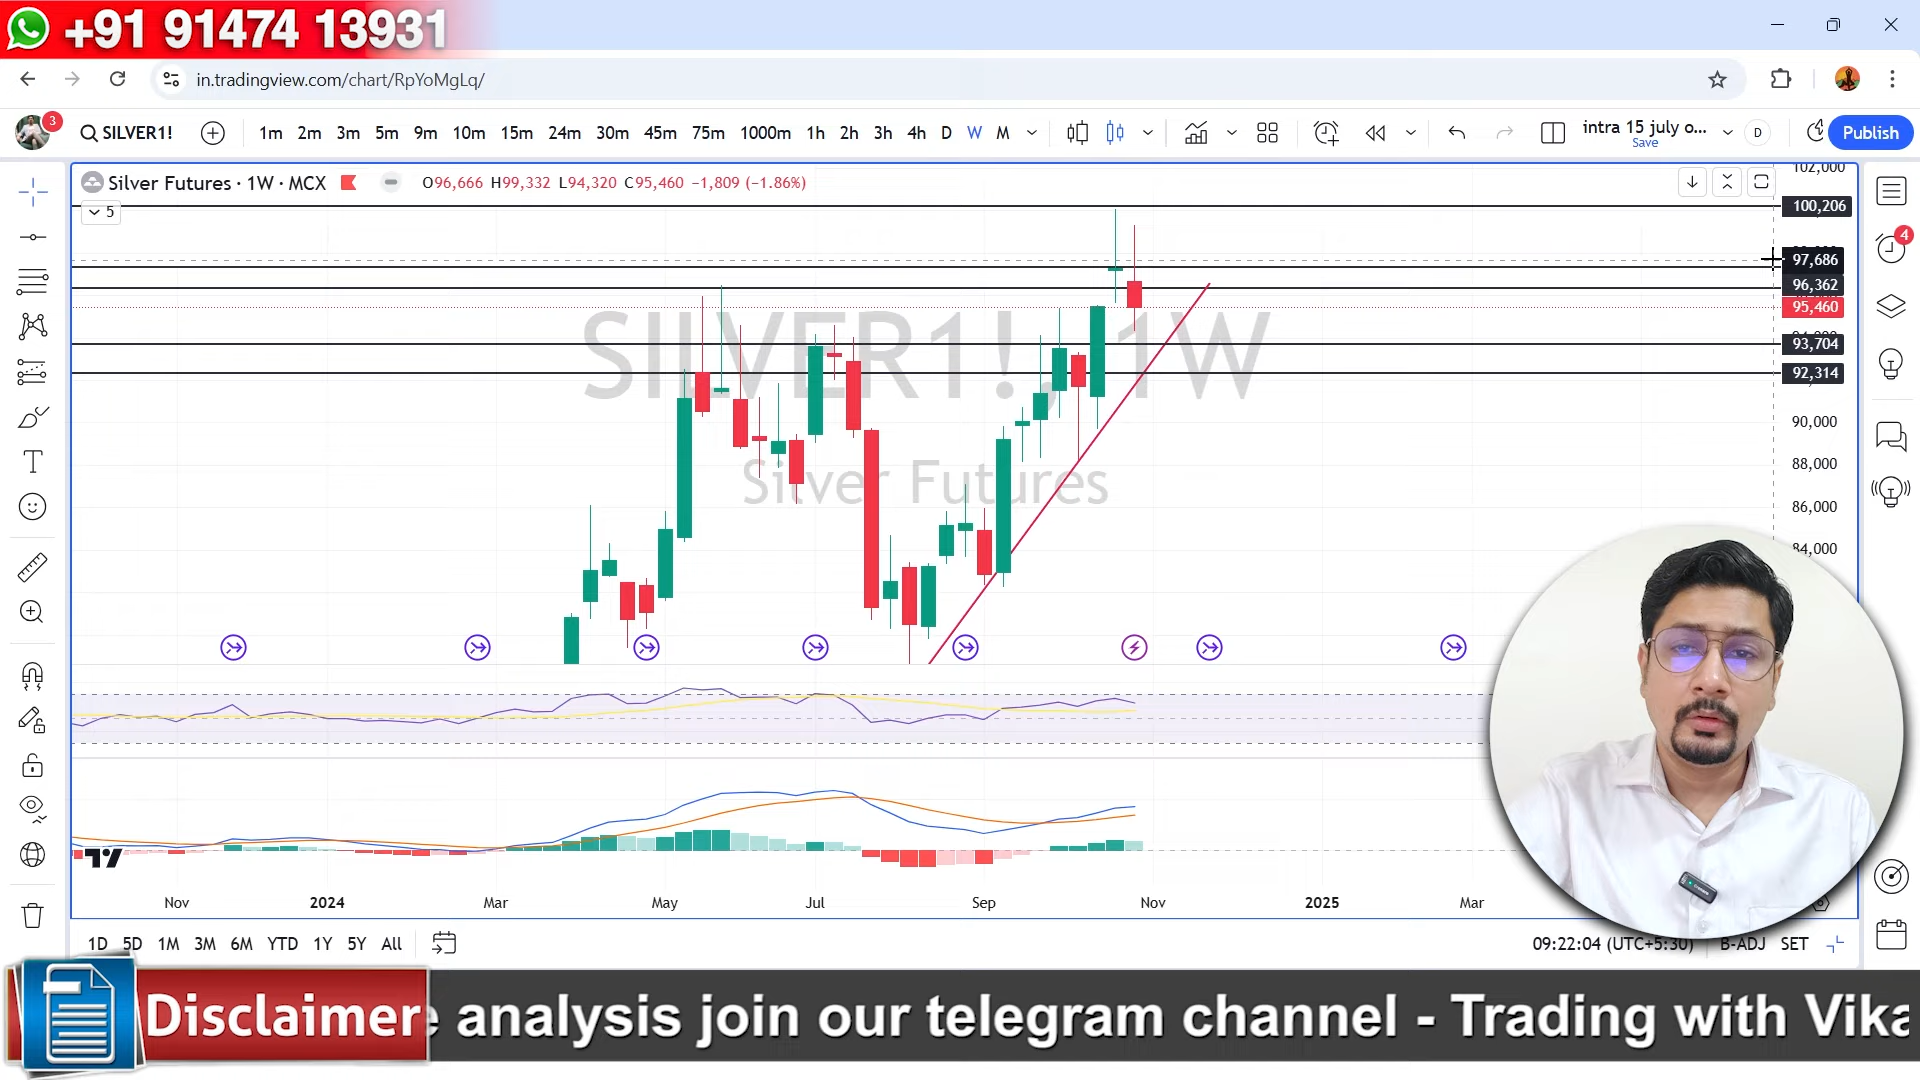 +91 91474 13931
in.tradingview.com/chart/RpYoMgLq/
3
SILVER1!
1m 2m 3m 5m 9m 10m 15m 24m 30m 45m 75m 1000m 1h 2h 3h 4h D W M
intra 15 july o...
Save
D
Publish
Silver Futures · 1W · MCX
O96,666 H99,332 L94,320 C95,460 −1,809 (−1.86%)
5
102,000
100,206
97,686
96,362
95,460
93,704
92,314
90,000
88,000
86,000
84,000
4
SILVER1!, 1W
Silver Futures
Nov 2024 Mar May Jul Sep Nov 2025 Mar
1D 5D 1M 3M 6M YTD 1Y 5Y All
09:22:04 (UTC+5:30) B-ADJ SET
Disclaimer
analysis join our telegram channel - Trading with Vika